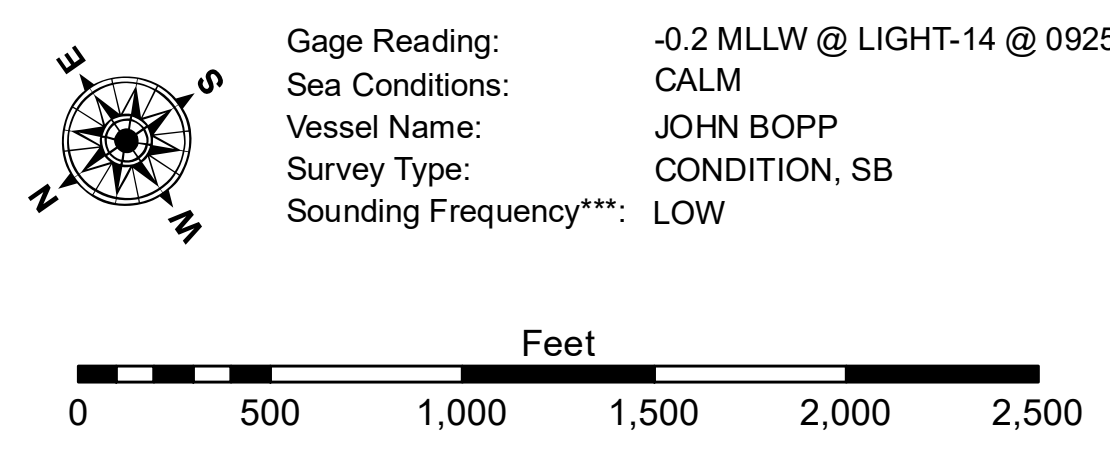 E
S
N
W
Gage Reading: -0.2 MLLW @ LIGHT-14 @ 0925
Sea Conditions: CALM
Vessel Name: JOHN BOPP
Survey Type: CONDITION, SB
Sounding Frequency***: LOW
Feet
0 500 1,000 1,500 2,000 2,500